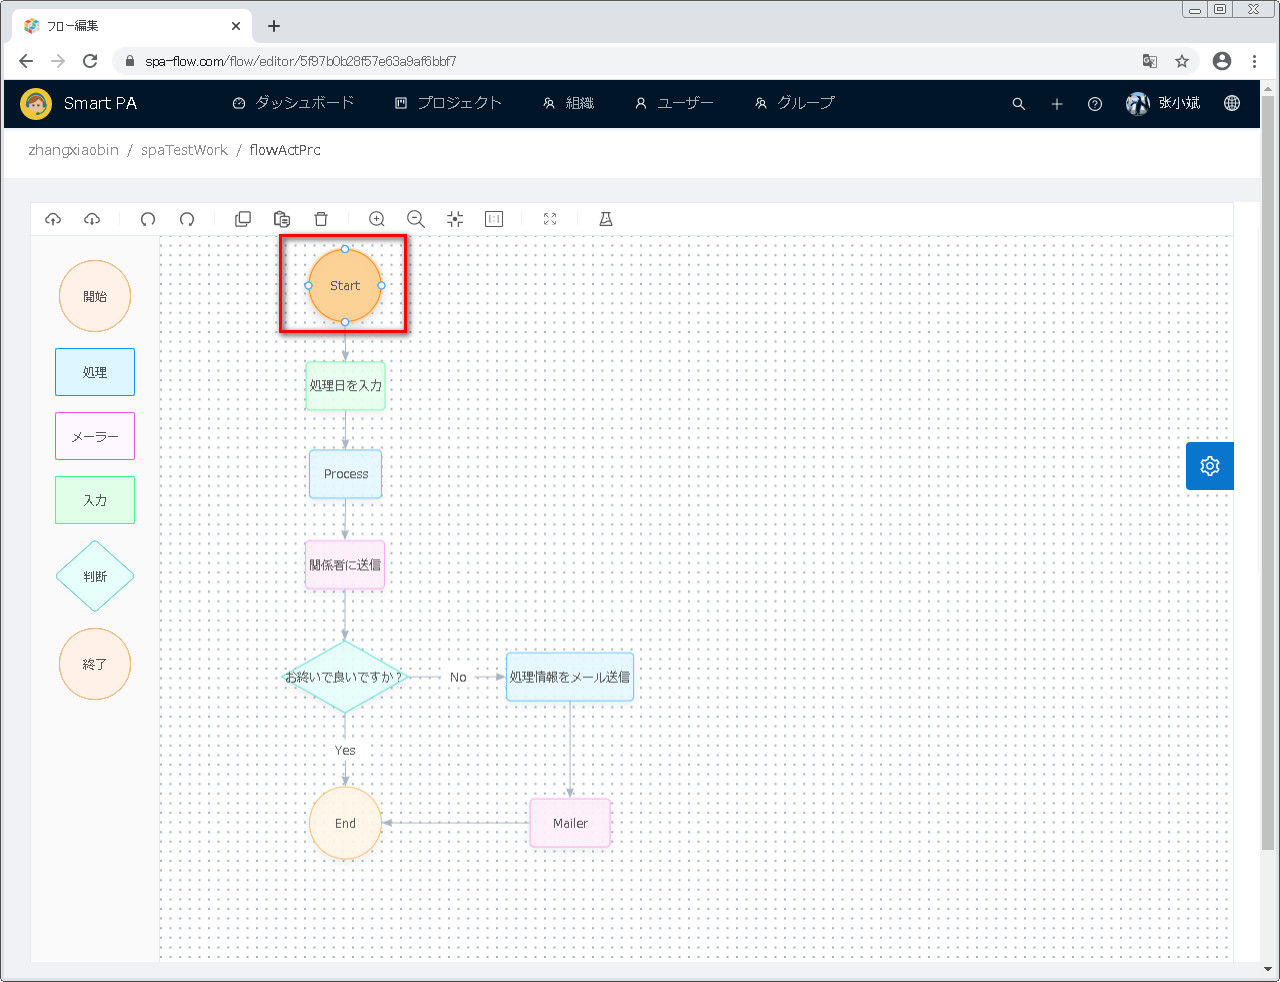 フロー編集
spa-flow.com/flow/editor/5f97b0b28f57e63a9af6bbf7
Smart PA
ダッシュボード
プロジェクト
組織
ユーザー
グループ
张小斌
zhangxiaobin / spaTestWork / flowActPrc
開始
処理
メーラー
入力
判断
終了
Start
処理日を入力
Process
関係者に送信
お終いで良いですか？
No
処理情報をメール送信
Yes
End
Mailer